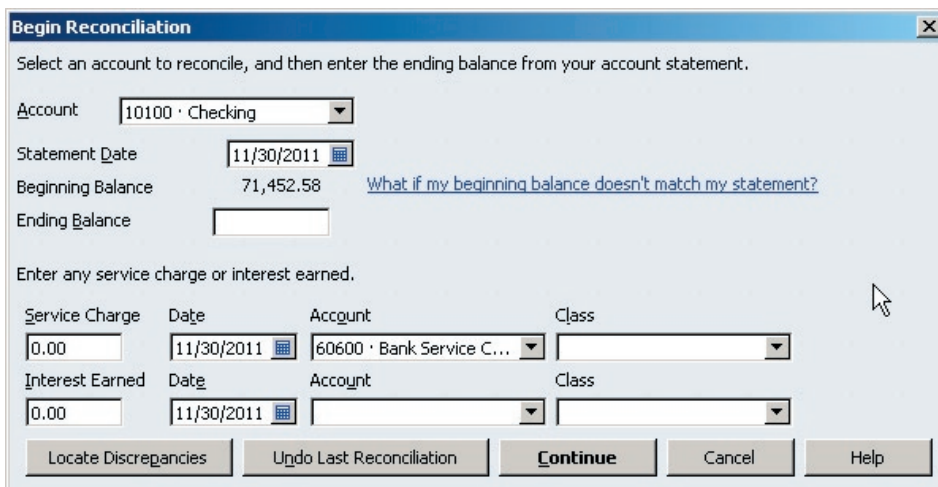 Begin Reconciliation
Select an account to reconcile, and then enter the ending balance from your account statement.
Account 10100 · Checking
Statement Date 11/30/2011
Beginning Balance 71,452.58 What if my beginning balance doesn't match my statement?
Ending Balance
Enter any service charge or interest earned.
Service Charge Date Account Class
0.00 11/30/2011 60600 · Bank Service C...
Interest Earned Date Account Class
0.00 11/30/2011
Locate Discrepancies Undo Last Reconciliation Continue Cancel Help